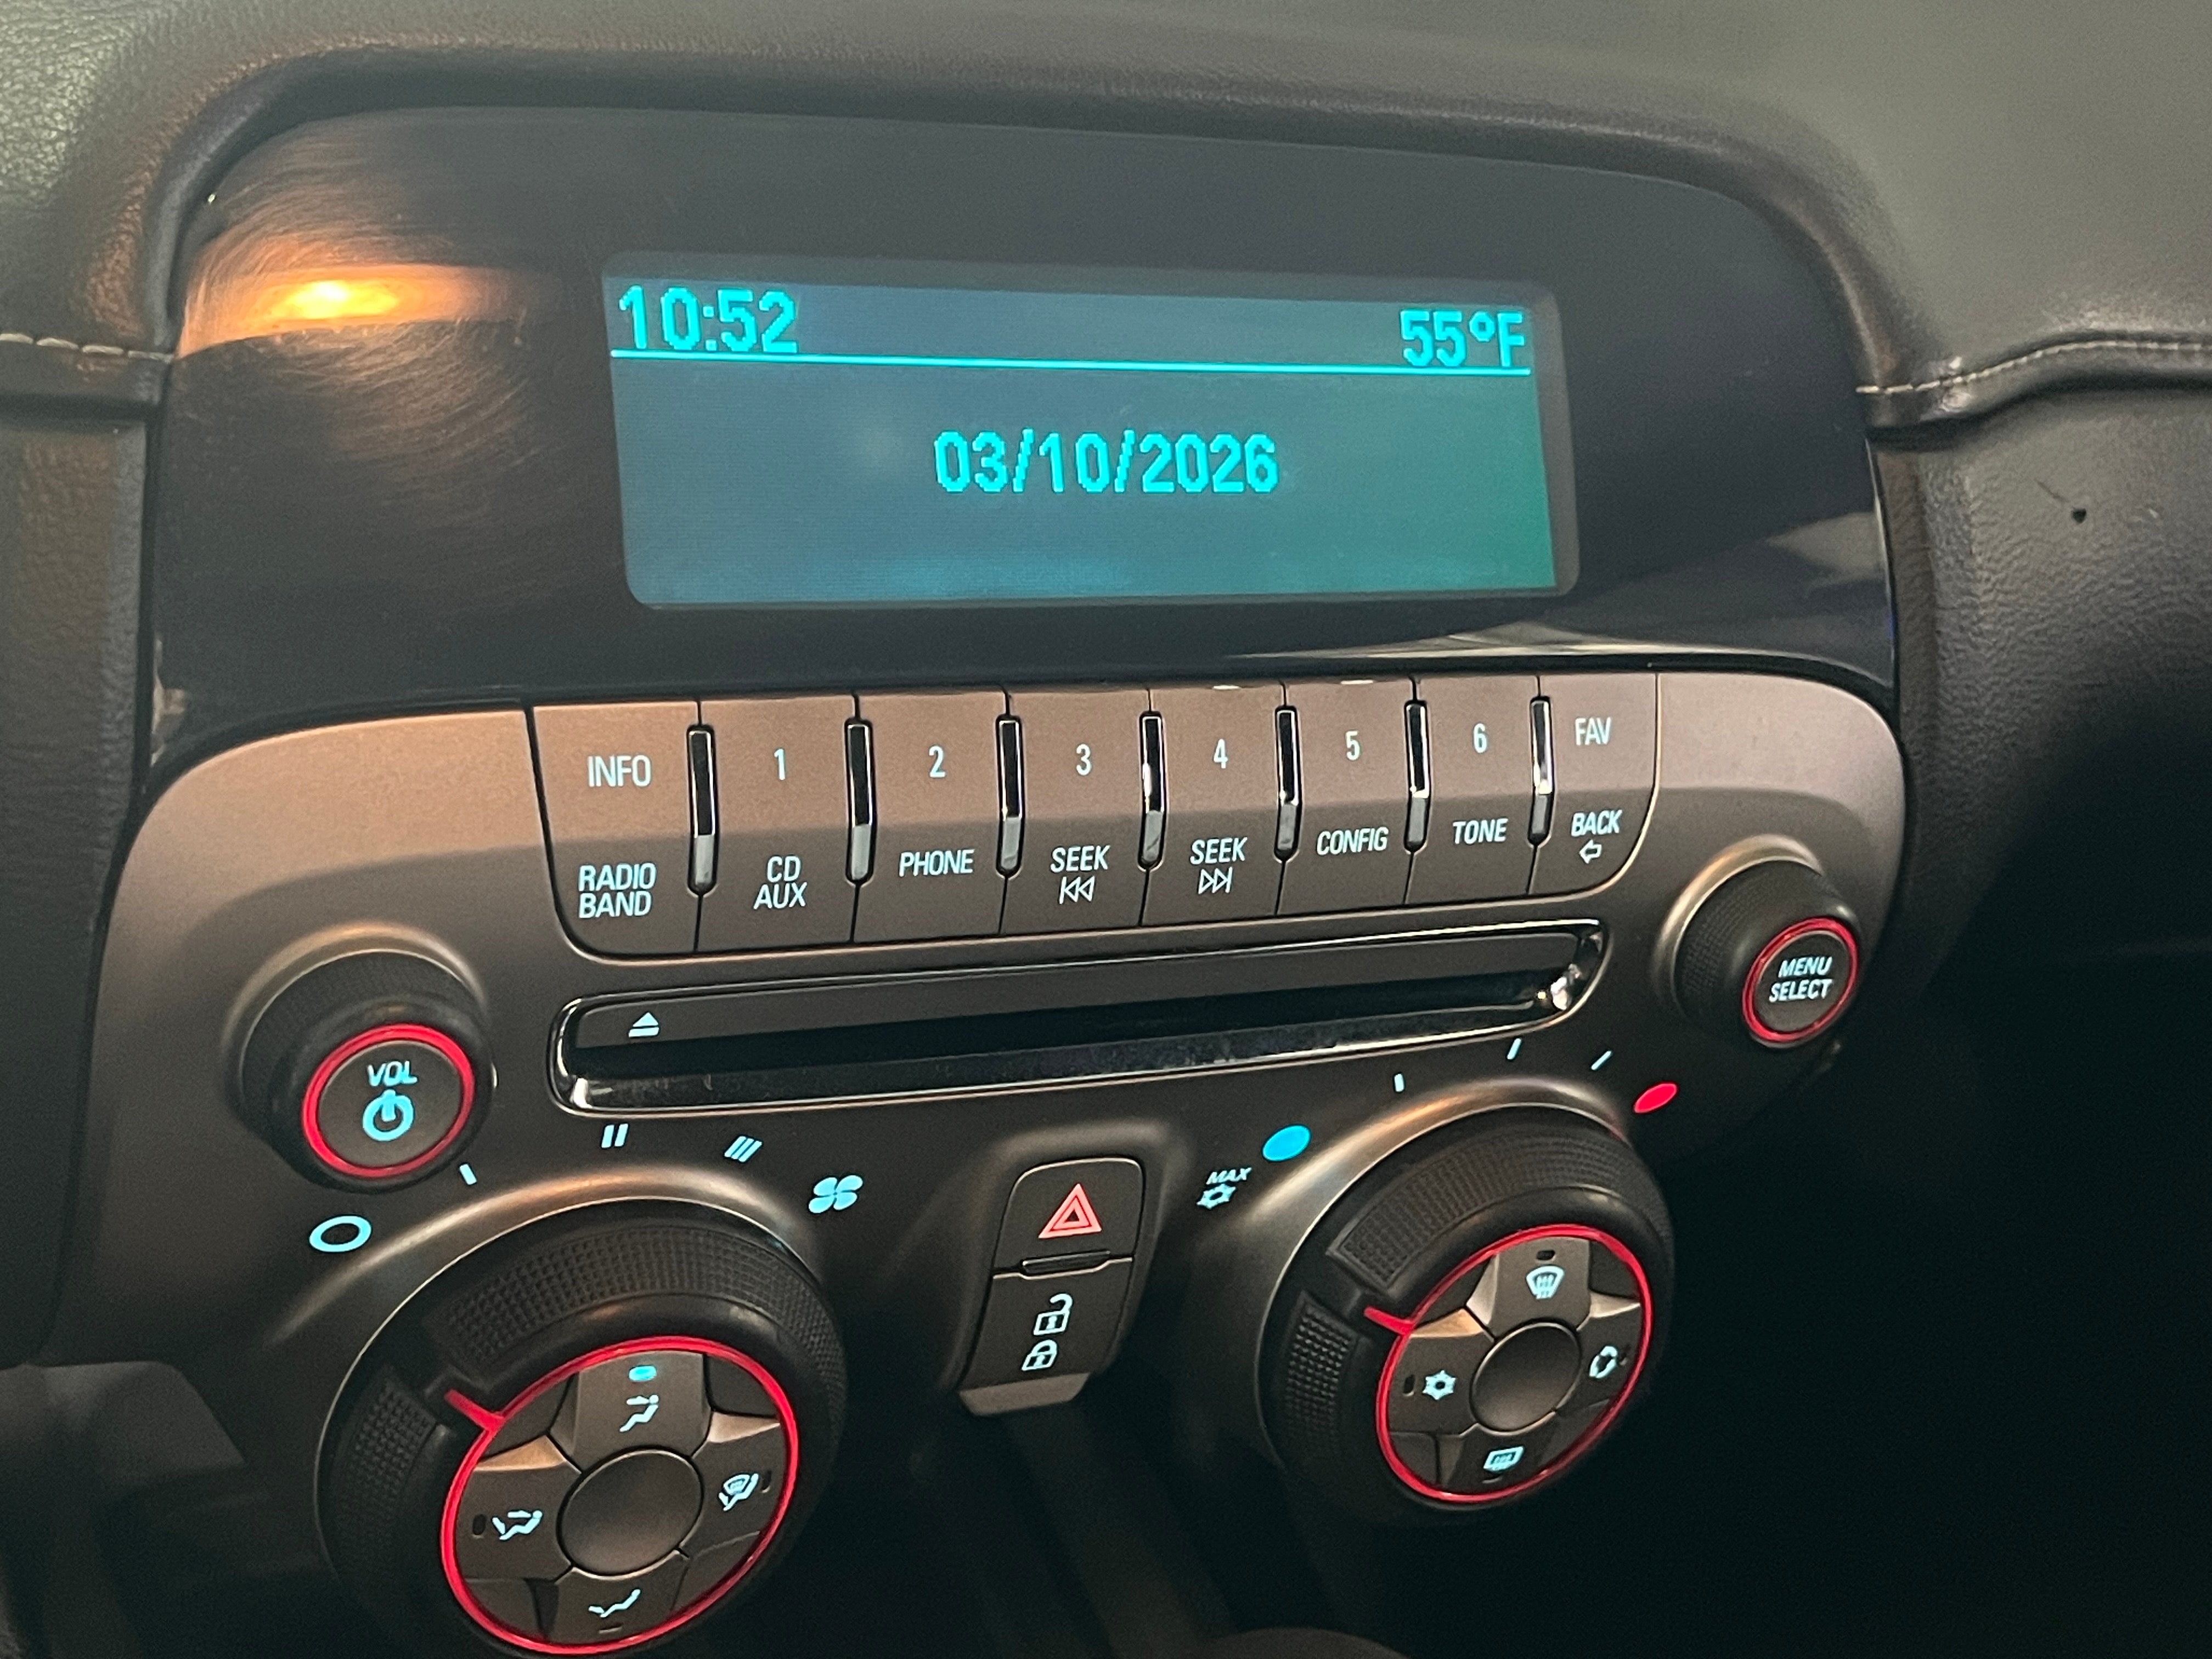 10:52
55°F
03/10/2026
INFO
1
2
3
4
5
6
FAV
RADIO
BAND
CD
AUX
PHONE
SEEK
SEEK
CONFIG
TONE
BACK
MENU
SELECT
VOL
MAX